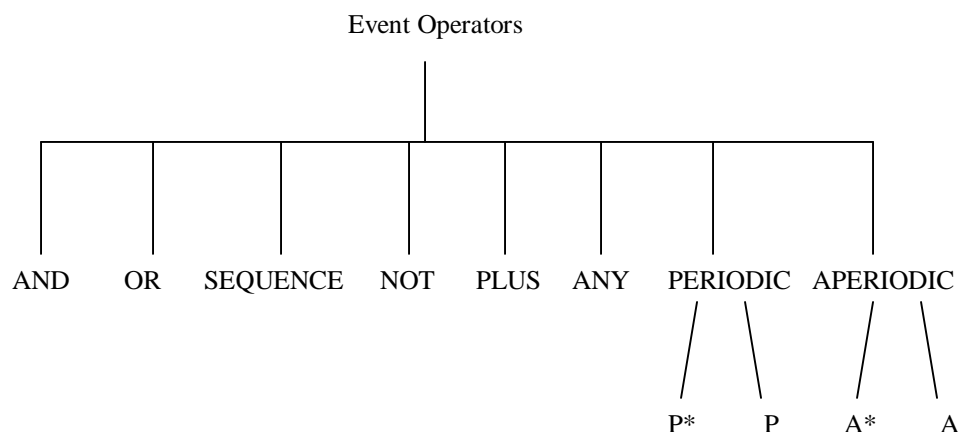 Event Operators
AND OR SEQUENCE NOT PLUS ANY PERIODIC APERIODIC
P* P A* A